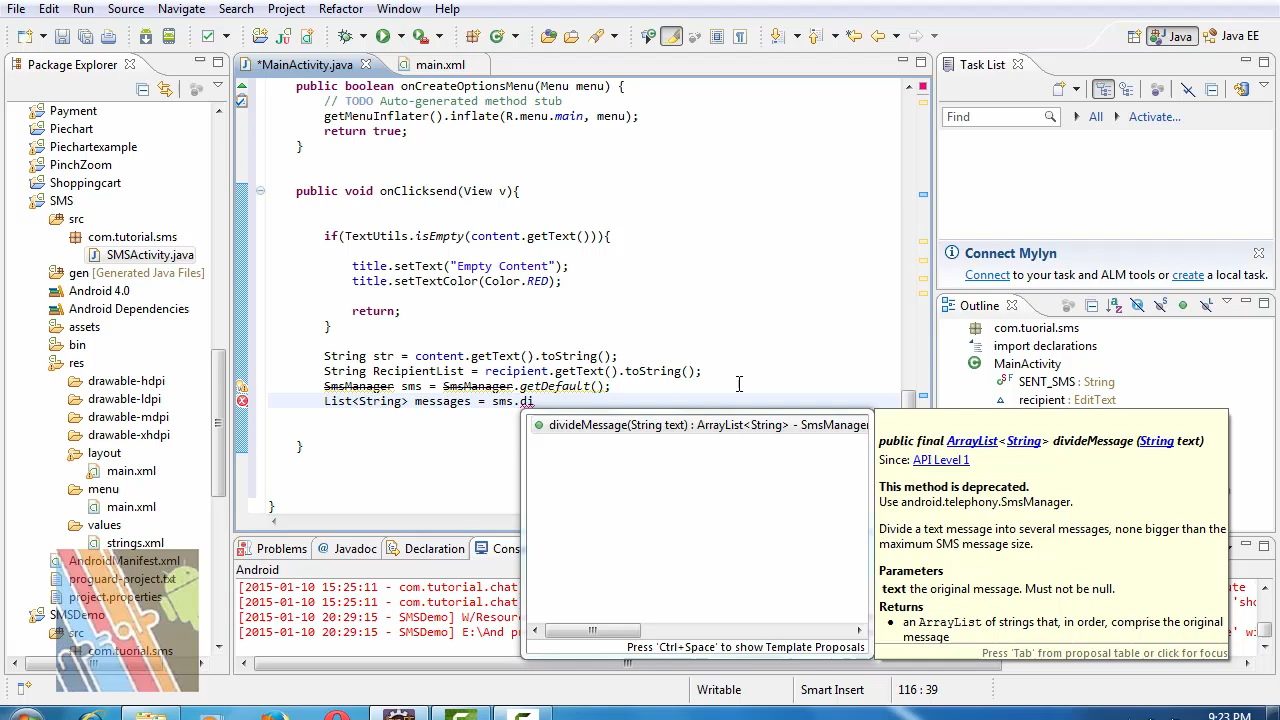 File Edit Run Source Navigate Search Project Refactor Window Help
Java
Java EE
Package Explorer
*MainActivity.java
main.xml
Task List
Payment
Piechart
Piechartexample
PinchZoom
Shoppingcart
SMS
src
com.tutorial.sms
SMSActivity.java
gen [Generated Java Files]
Android 4.0
Android Dependencies
assets
bin
res
drawable-hdpi
drawable-ldpi
drawable-mdpi
drawable-xhdpi
layout
main.xml
menu
main.xml
values
strings.xml
AndroidManifest.xml
proguard-project.txt
project.properties
SMSDemo
src
com.tuorial.sms
public boolean onCreateOptionsMenu(Menu menu) {
// TODO Auto-generated method stub
getMenuInflater().inflate(R.menu.main, menu);
return true;
}
public void onClicksend(View v){
if(TextUtils.isEmpty(content.getText())){
title.setText("Empty Content");
title.setTextColor(Color.RED);
return;
}
String str = content.getText().toString();
String RecipientList = recipient.getText().toString();
SmsManager sms = SmsManager.getDefault();
List<String> messages = sms.di
}
}
divideMessage(String text) : ArrayList<String> - SmsManager
Press 'Ctrl+Space' to show Template Proposals
public final ArrayList<String> divideMessage (String text)
Since: API Level 1
This method is deprecated.
Use android.telephony.SmsManager.
Divide a text message into several messages, none bigger than the
maximum SMS message size.
Parameters
text the original message. Must not be null.
Returns
an ArrayList of strings that, in order, comprise the original
message
Press 'Tab' from proposal table or click for focus
Find
All
Activate...
Connect Mylyn
Connect to your task and ALM tools or create a local task.
Outline
com.tuorial.sms
import declarations
MainActivity
SENT_SMS : String
recipient : EditText
Problems
Javadoc
Declaration
Cons
Android
[2015-01-10 15:25:11 - com.tutorial.chat
[2015-01-10 15:25:11 - com.tutorial.chat
[2015-01-10 20:29:15 - SMSDemo] W/Resour
[2015-01-10 20:29:15 - SMSDemo] E:\And p
Writable
Smart Insert
116 : 39
9:23 PM